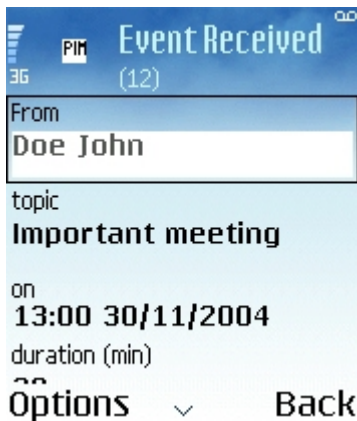 PIM
Event Received
3G
(12)
From
Doe John
topic
Important meeting
on
13:00 30/11/2004
duration (min)
Options
Back